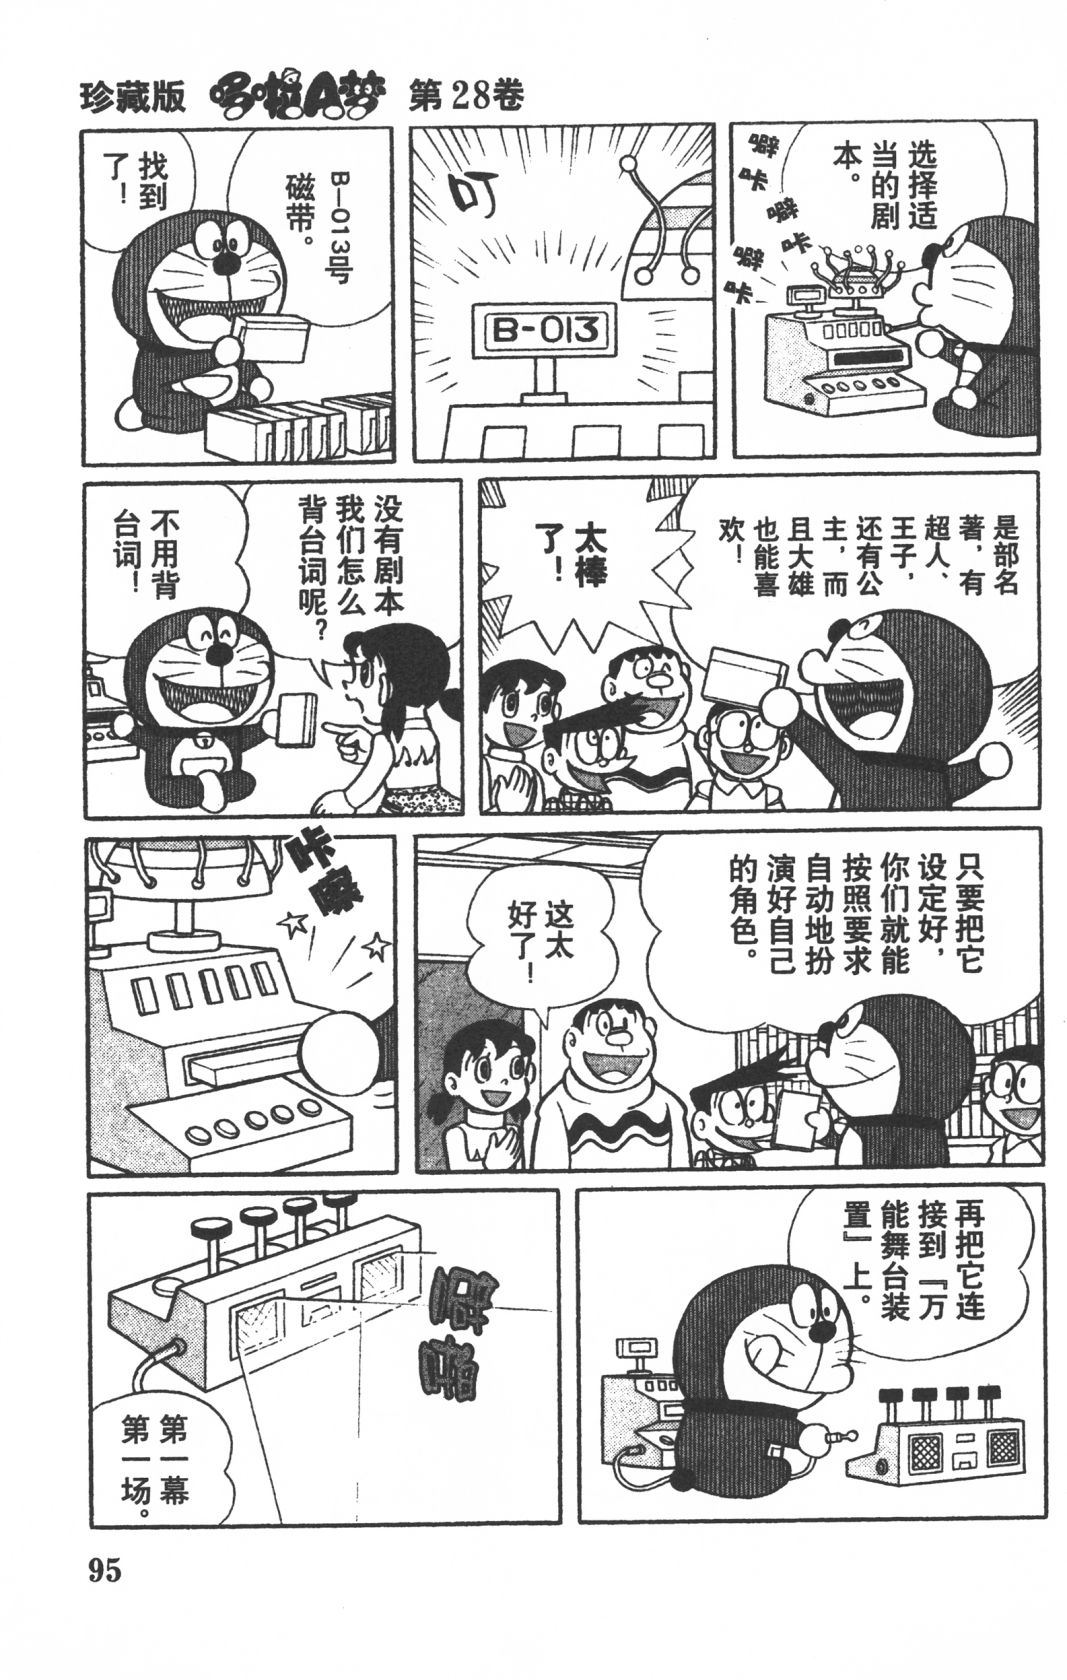 珍藏版 哆啦A梦 第28卷
选择适
当的剧
本。
噼
咔
噼
咔
噼
咔
叮
B-013
B-013号
磁带。
找到
了！
是部名
著，有
超人、
王子，
还有公
主，而
且大雄
也能喜
欢！
太棒
了！
没有剧本
我们怎么
背台词呢？
不用背
台词！
只要把它
设定好，
你们就能
按照要求
自动地扮
演好自己
的角色。
这太
好了！
咔
嚓
再把它连
接到『万
能舞台装
置』上。
第一幕
第一场。
95